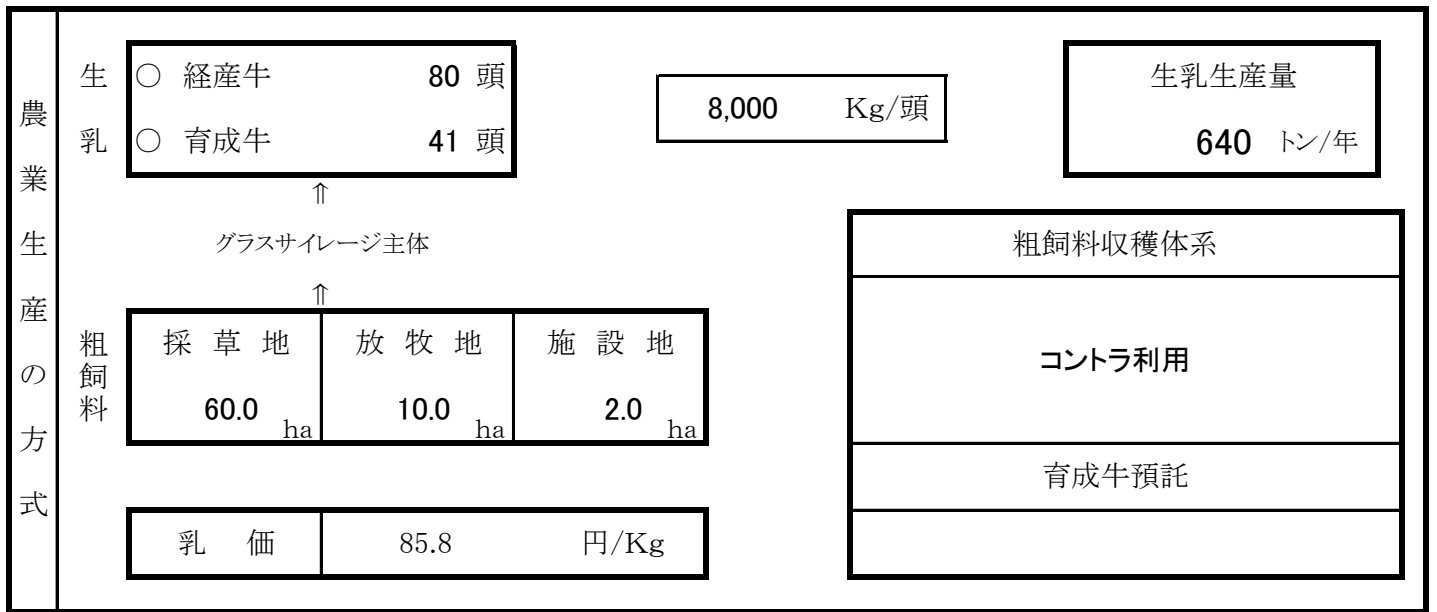 農業生産の方式
生乳
○ 経産牛 80 頭
○ 育成牛 41 頭
8,000 Kg/頭
生乳生産量
640 トン/年
⇑
グラスサイレージ主体
⇑
粗飼料
採草地 放牧地 施設地
60.0 ha 10.0 ha 2.0 ha
乳価 85.8 円/Kg
粗飼料収穫体系
コントラ利用
育成牛預託